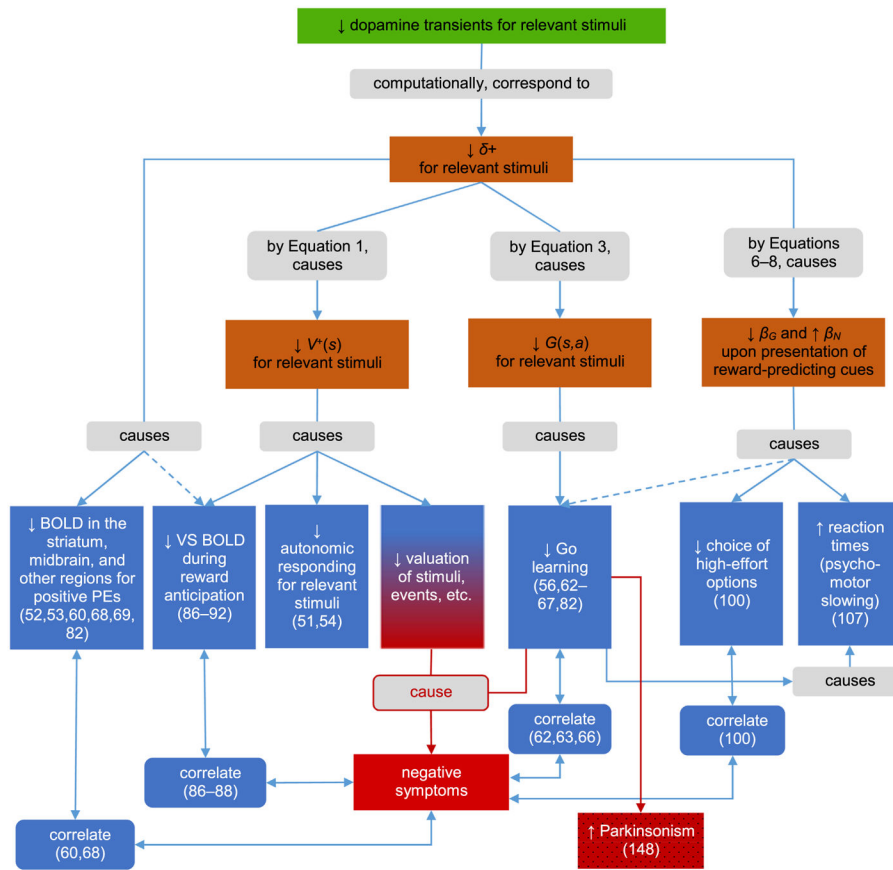 ↓ dopamine transients for relevant stimuli
computationally, correspond to
↓ δ+
for relevant stimuli
by Equation 1,
causes
by Equation 3,
causes
by Equations
6–8, causes
↓ V⁺(s)
for relevant stimuli
↓ G(s,a)
for relevant stimuli
↓ β_G and ↑ β_N
upon presentation of
reward-predicting cues
causes
causes
causes
causes
↓ BOLD in the
striatum,
midbrain, and
other regions for
positive PEs
(52,53,60,68,69,
82)
↓ VS BOLD
during
reward
anticipation
(86–92)
↓
autonomic
responding
for relevant
stimuli
(51,54)
↓ valuation
of stimuli,
events, etc.
↓ Go
learning
(56,62–
67,82)
↓ choice of
high-effort
options
(100)
↑ reaction
times
(psycho-
motor
slowing)
(107)
cause
causes
correlate
(62,63,66)
correlate
(100)
correlate
(86–88)
negative
symptoms
correlate
(60,68)
↑ Parkinsonism
(148)